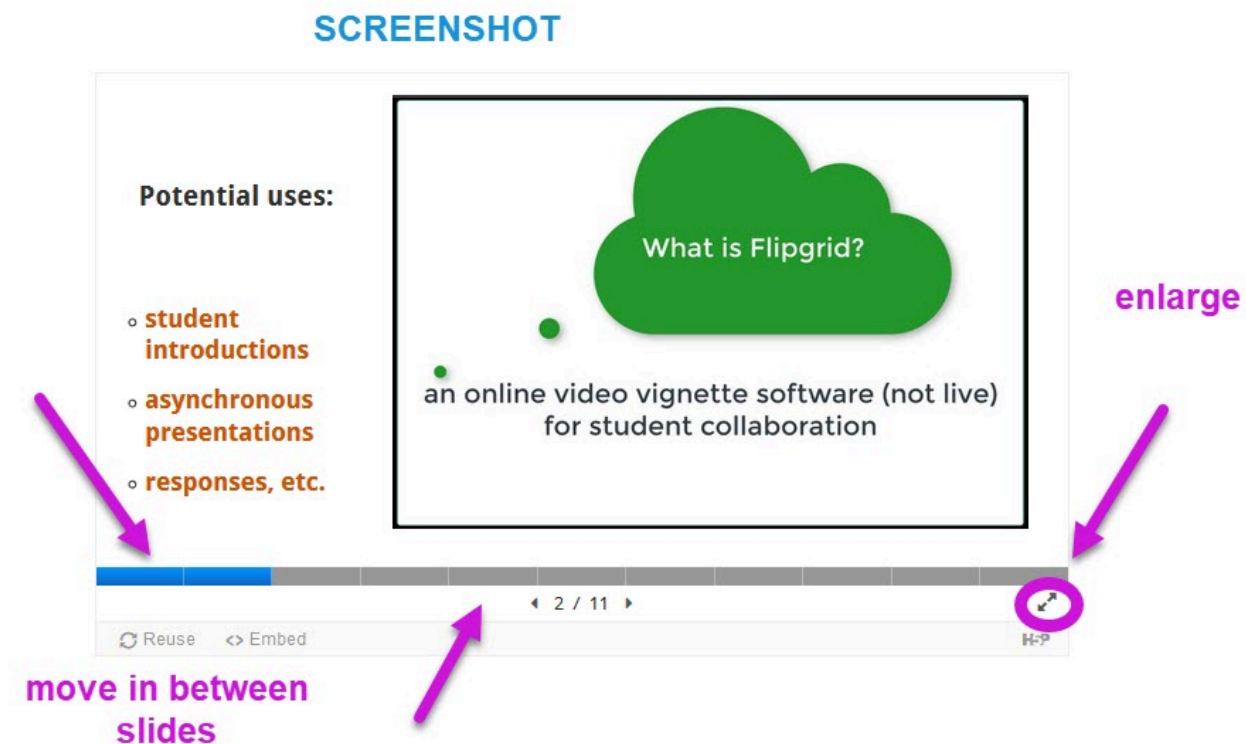 SCREENSHOT
Potential uses:
student
introductions
asynchronous
presentations
responses, etc.
What is Flipgrid?
an online video vignette software (not live)
for student collaboration
enlarge
2 / 11
Reuse
Embed
H5P
move in between
slides